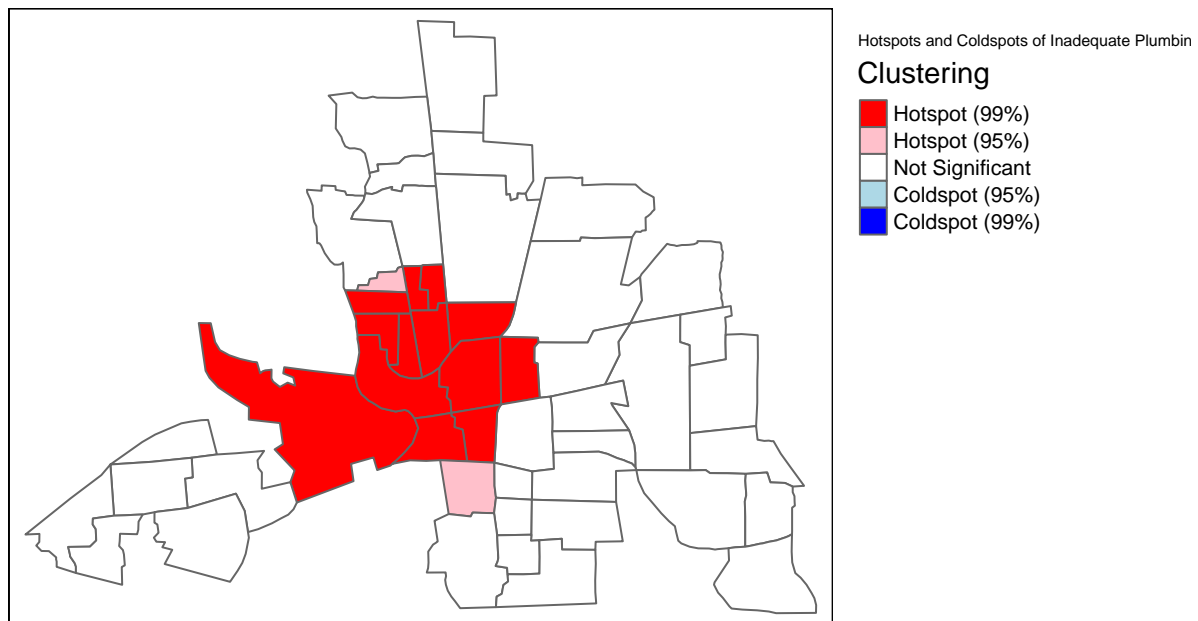 Hotspots and Coldspots of Inadequate Plumbin
Clustering
Hotspot (99%)
Hotspot (95%)
Not Significant
Coldspot (95%)
Coldspot (99%)